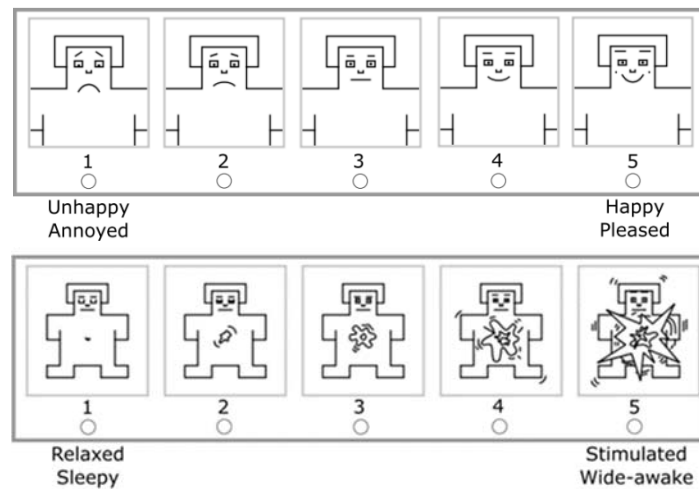 1 2 3 4 5
Unhappy Happy
Annoyed Pleased
1 2 3 4 5
Relaxed Stimulated
Sleepy Wide-awake